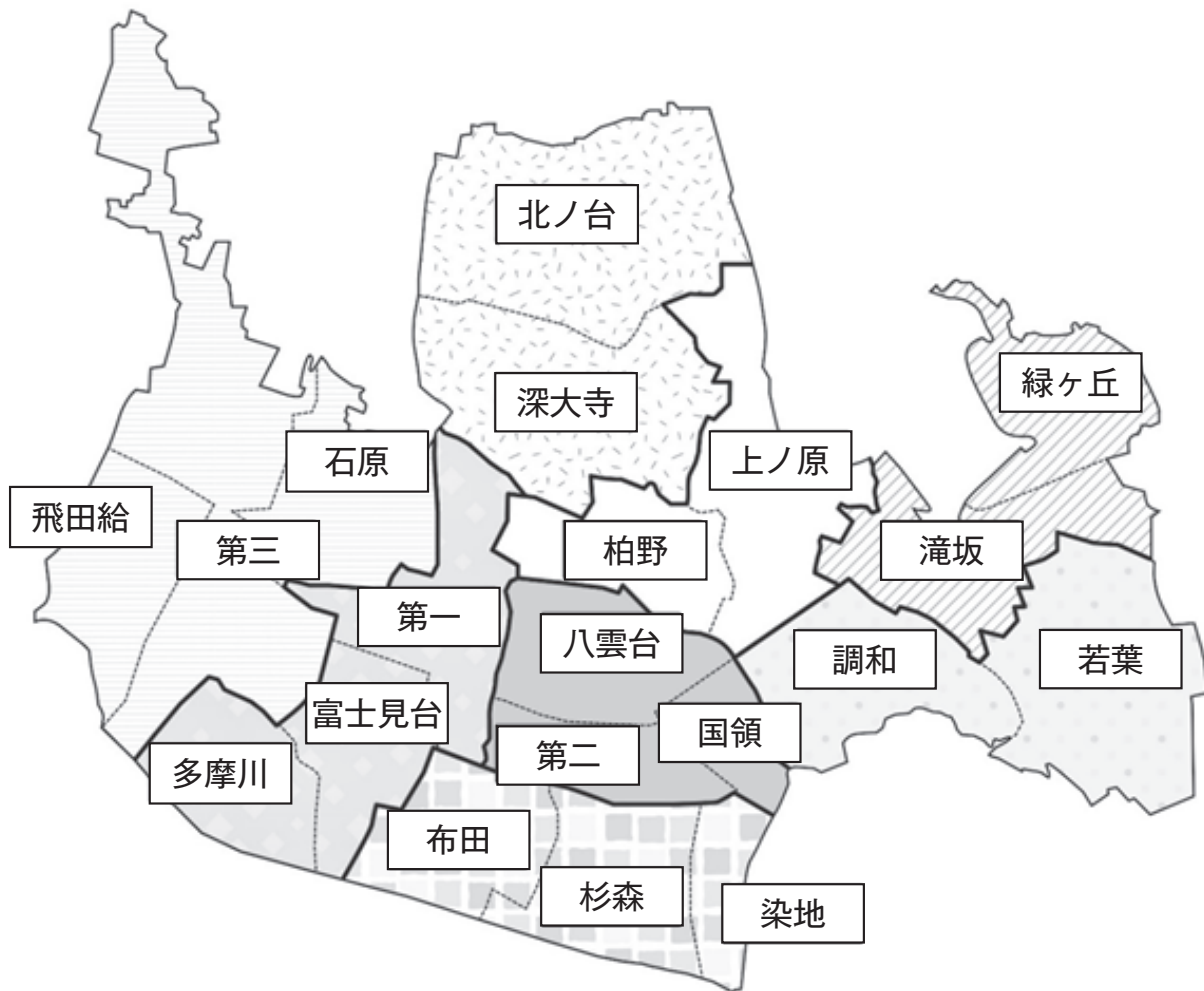 北ノ台
緑ヶ丘
深大寺
石原
上ノ原
飛田給
第三
柏野
滝坂
第一
八雲台
調和
若葉
富士見台
国領
第二
多摩川
布田
杉森
染地